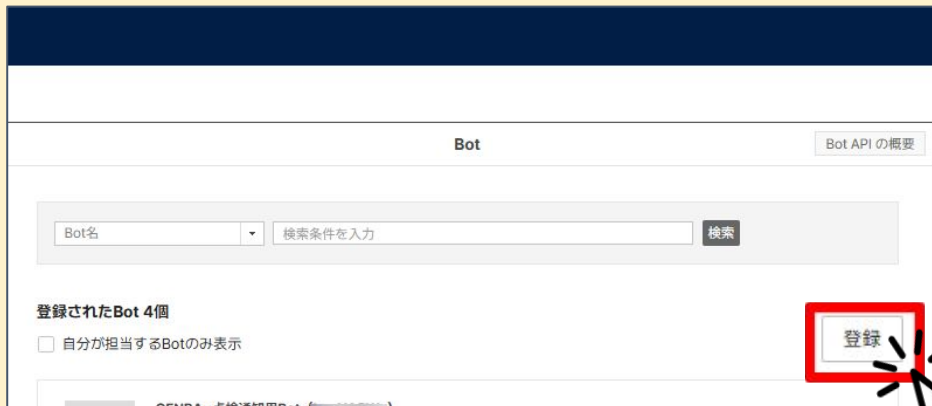 Bot
Bot API の概要
Bot名
検索条件を入力
検索
登録されたBot 4個
登録
自分が担当するBotのみ表示